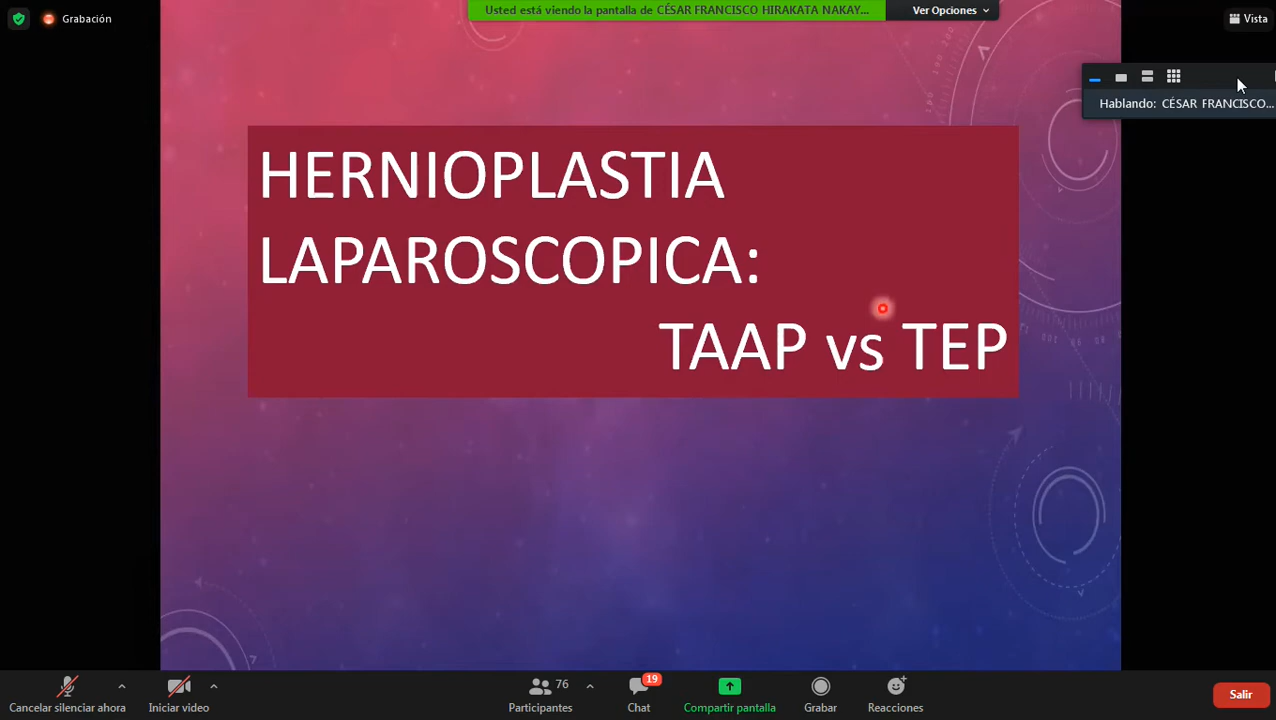 Grabación
Usted está viendo la pantalla de CÉSAR FRANCISCO HIRAKATA NAKAY...
Ver Opciones
Vista
Hablando: CÉSAR FRANCISCO...
HERNIOPLASTIA
LAPAROSCOPICA:
TAAP vs TEP
Cancelar silenciar ahora
Iniciar video
76
Participantes
19
Chat
Compartir pantalla
Grabar
Reacciones
Salir